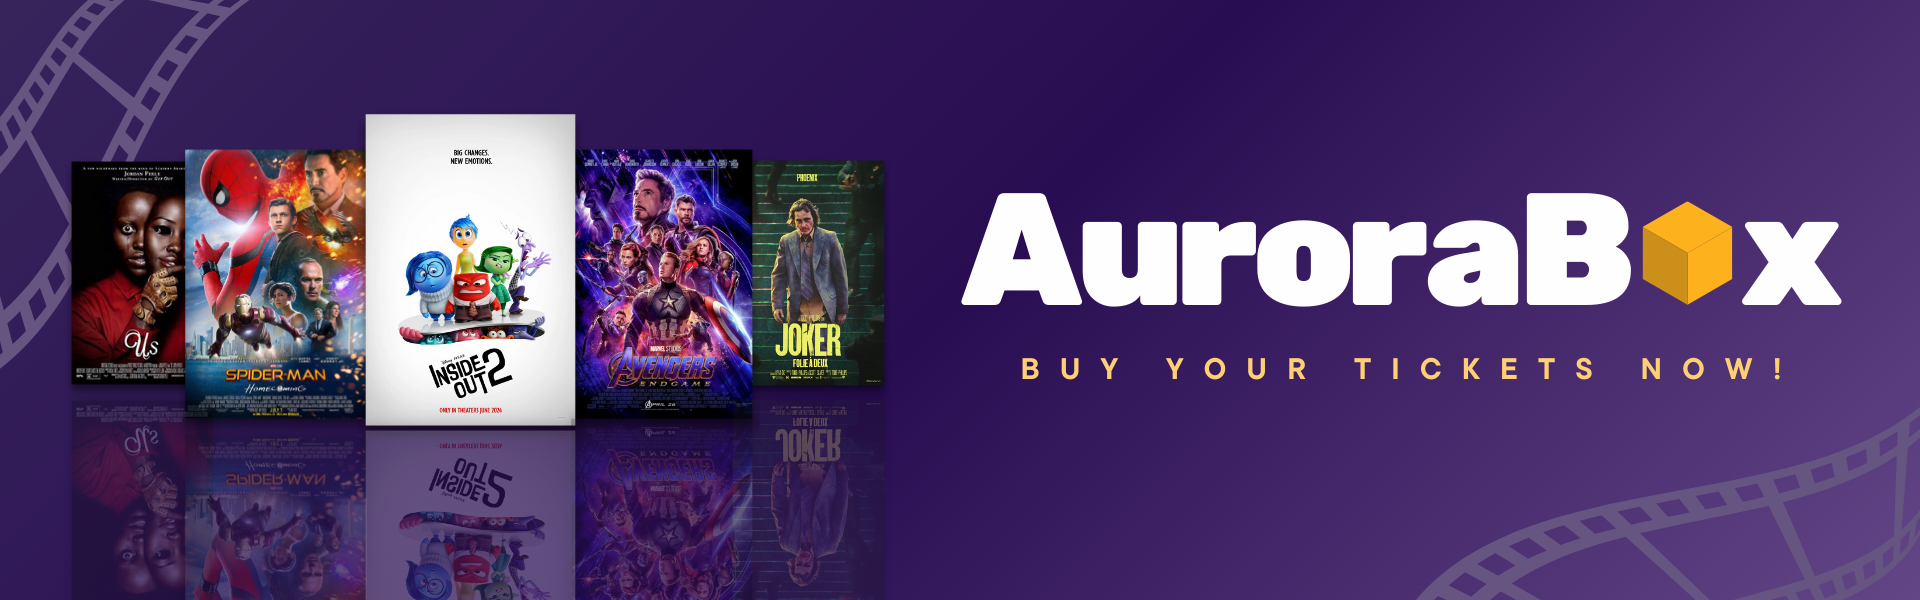 JORDAN PEELE
Us
SPIDER-MAN
HOMECOMING
BIG CHANGES.
NEW EMOTIONS.
Disney PIXAR
INSIDE
OUT 2
ONLY IN THEATERS JUNE 2024
MARVEL STUDIOS
AVENGERS
ENDGAME
APRIL 26
PHOENIX
JOKER
FOLIE À DEUX
AuroraBox
BUY YOUR TICKETS NOW!